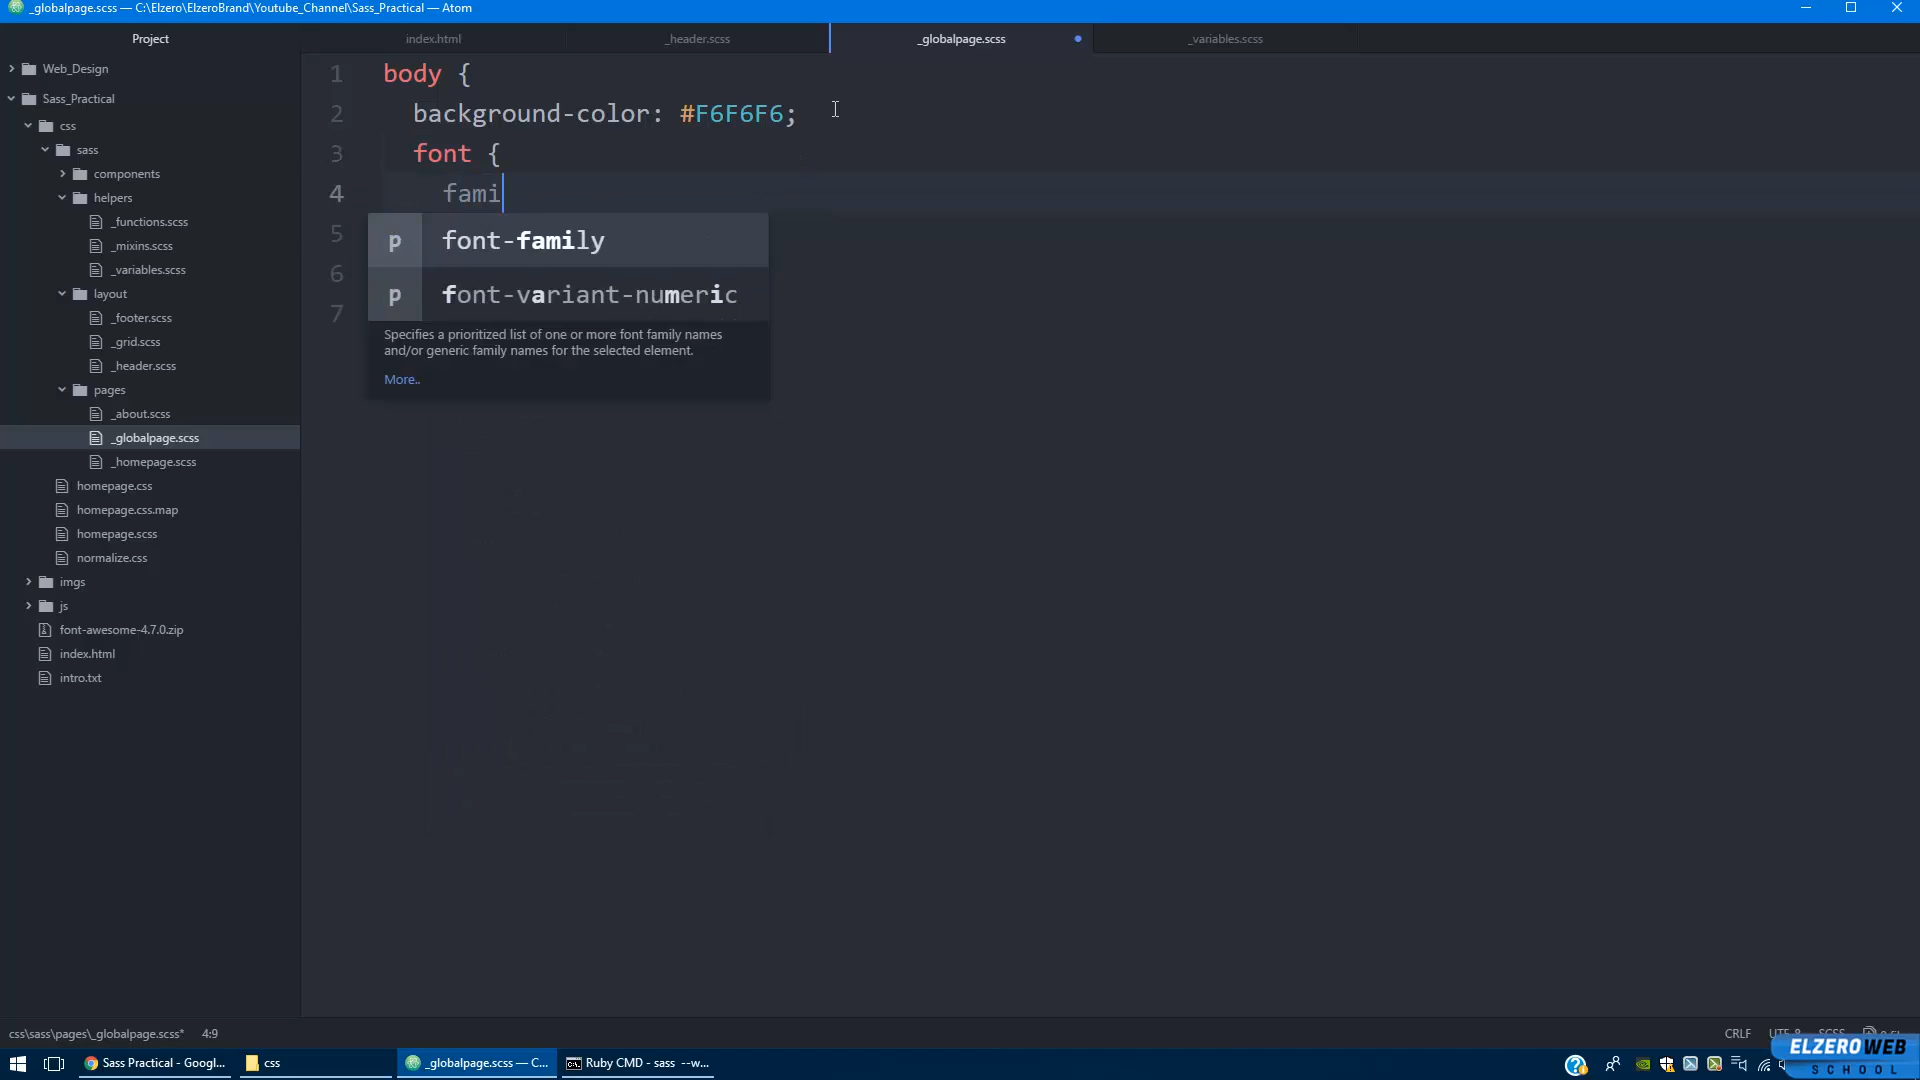 _globalpage.scss — C:\Elzero\ElzeroBrand\Youtube_Channel\Sass_Practical — Atom
Project
index.html
_header.scss
_globalpage.scss
_variables.scss
Web_Design
Sass_Practical
css
sass
components
helpers
_functions.scss
_mixins.scss
_variables.scss
layout
_footer.scss
_grid.scss
_header.scss
pages
_about.scss
_globalpage.scss
_homepage.scss
homepage.css
homepage.css.map
homepage.scss
normalize.css
imgs
js
font-awesome-4.7.0.zip
index.html
intro.txt
1 body {
2 background-color: #F6F6F6;
3 font {
4 fami
5
6
7
p font-family
p font-variant-numeric
Specifies a prioritized list of one or more font family names
and/or generic family names for the selected element.
More..
css\sass\pages\_globalpage.scss* 4:9
CRLF UTF-8 SCSS
Sass Practical - Googl...
css
_globalpage.scss — C...
Ruby CMD - sass --w...
ELZEROWEB
SCHOOL